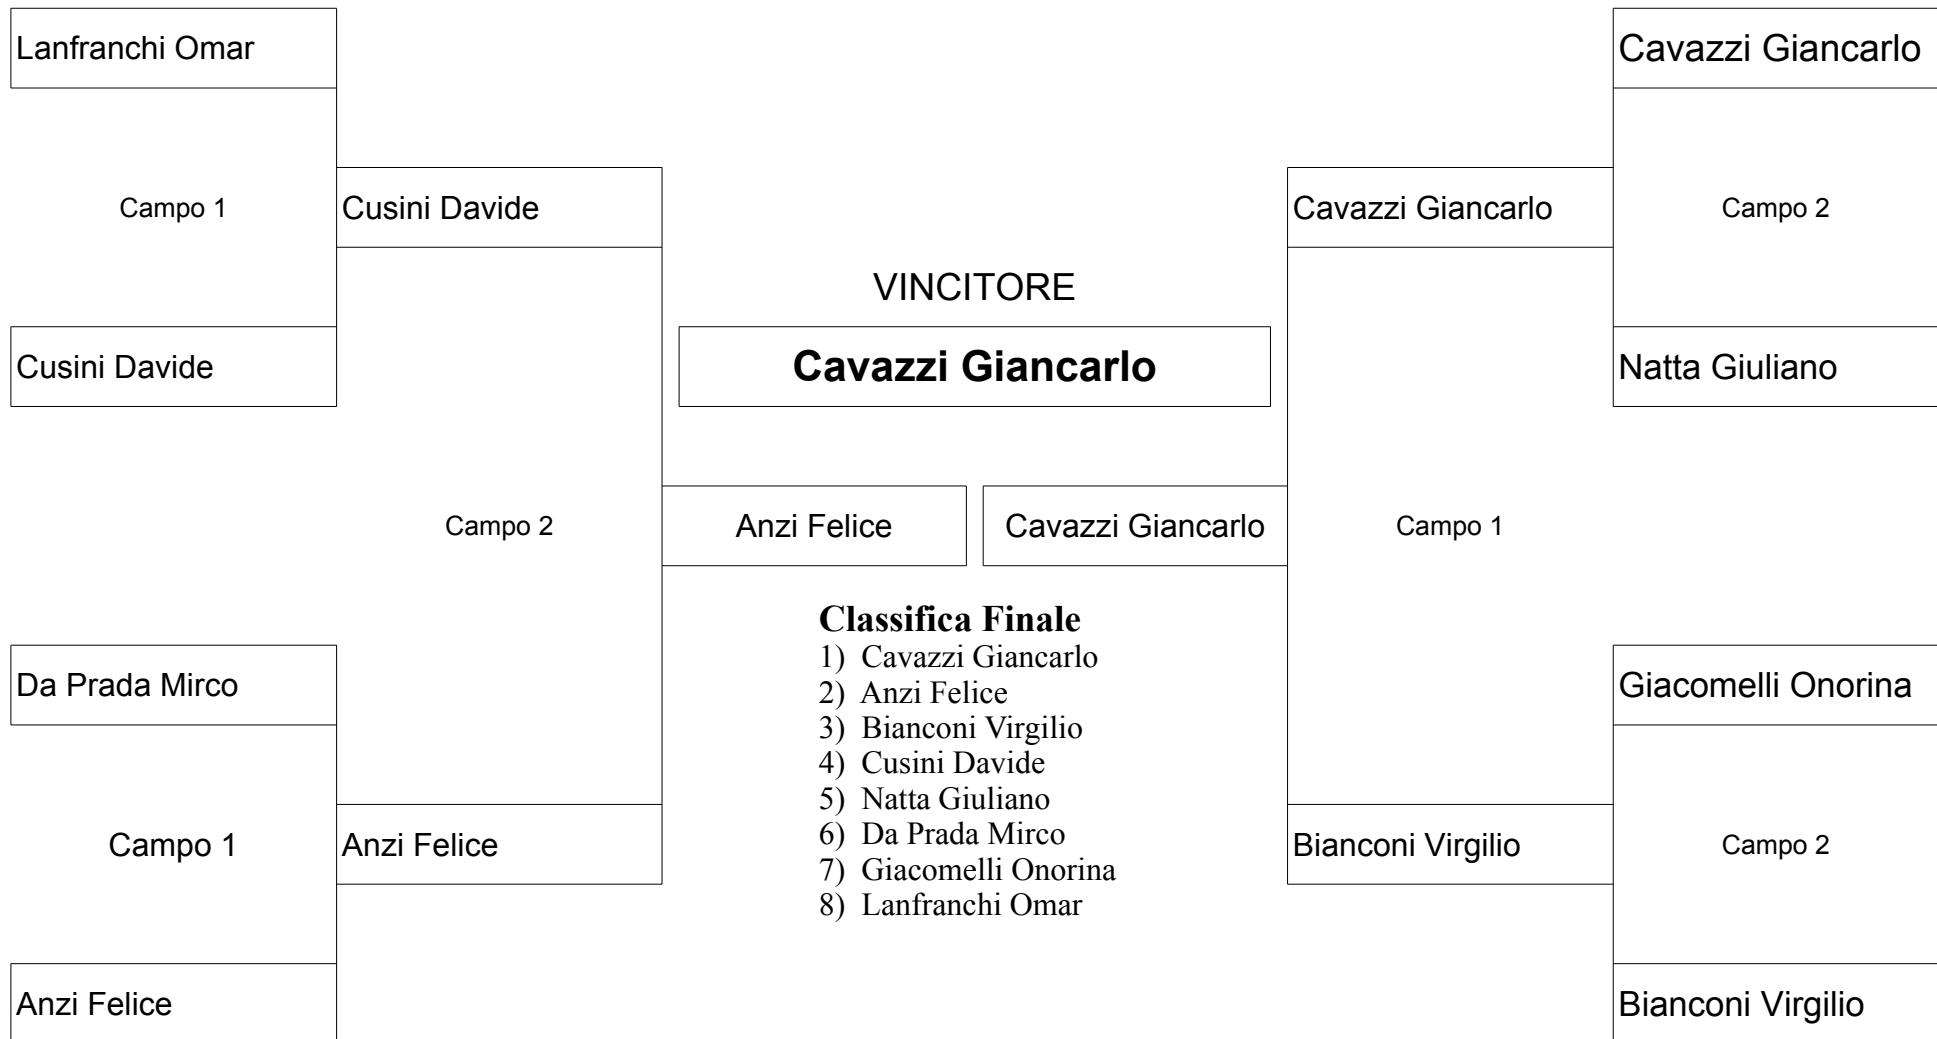 Lanfranchi Omar
Cavazzi Giancarlo
Campo 1
Cusini Davide
Cavazzi Giancarlo
Campo 2
VINCITORE
Cusini Davide
Cavazzi Giancarlo
Natta Giuliano
Campo 2
Anzi Felice
Cavazzi Giancarlo
Campo 1
Classifica Finale
1) Cavazzi Giancarlo
2) Anzi Felice
3) Bianconi Virgilio
4) Cusini Davide
5) Natta Giuliano
6) Da Prada Mirco
7) Giacomelli Onorina
8) Lanfranchi Omar
Da Prada Mirco
Giacomelli Onorina
Campo 1
Anzi Felice
Bianconi Virgilio
Campo 2
Anzi Felice
Bianconi Virgilio